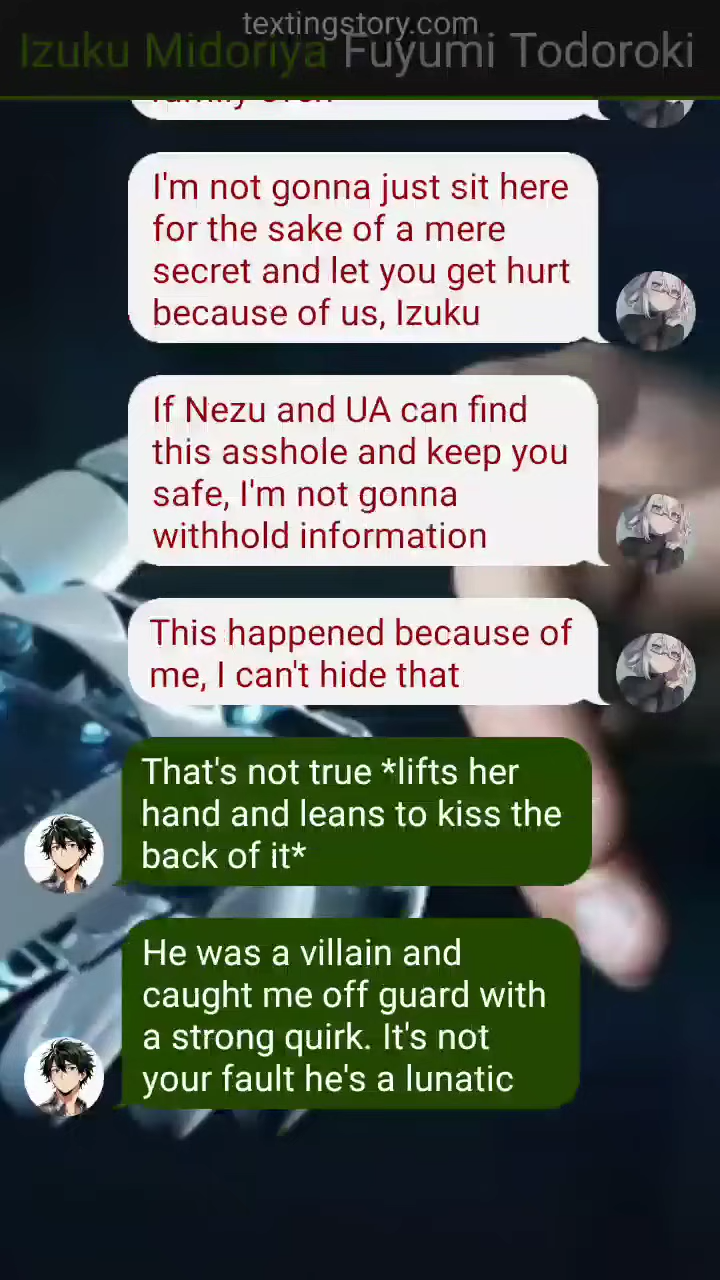 textingstory.com
Izuku Midoriya Fuyumi Todoroki
I'm not gonna just sit here
for the sake of a mere
secret and let you get hurt
because of us, Izuku
If Nezu and UA can find
this asshole and keep you
safe, I'm not gonna
withhold information
This happened because of
me, I can't hide that
That's not true *lifts her
hand and leans to kiss the
back of it*
He was a villain and
caught me off guard with
a strong quirk. It's not
your fault he's a lunatic